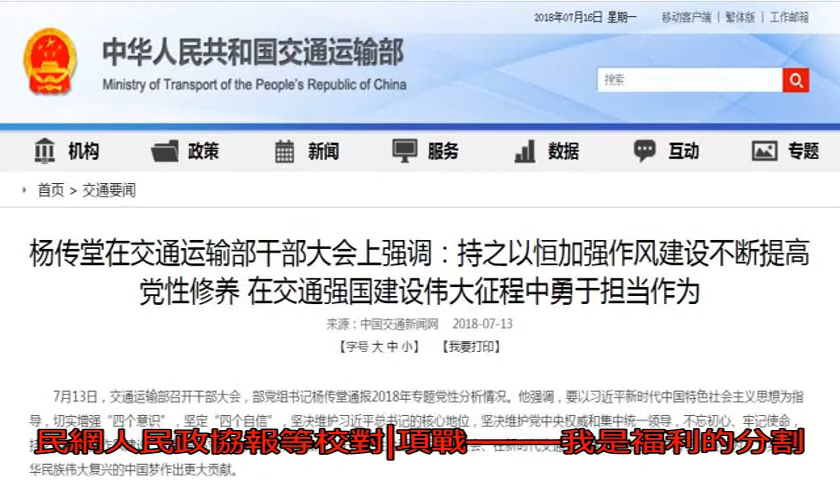 2018年07月16日 星期一 移动客户端 | 繁体版 | 工作邮箱
中华人民共和国交通运输部
Ministry of Transport of the People's Republic of China
搜索
机构 政策 新闻 服务 数据 互动 专题
首页 > 交通要闻
杨传堂在交通运输部干部大会上强调：持之以恒加强作风建设不断提高
党性修养 在交通强国建设伟大征程中勇于担当作为
来源：中国交通新闻网 2018-07-13
【字号 大 中 小】 【我要打印】
7月13日，交通运输部召开干部大会，部党组书记杨传堂通报2018年专题党性分析情况。他强调，要以习近平新时代中国特色社会主义思想为指
导，切实增强“四个意识”，坚定“四个自信”，坚决维护习近平总书记的核心地位，坚决维护党中央权威和集中统一领导，不忘初心、牢记使命，
民網人民政協報等校對|項戰———我是福利的分割
华民族伟大复兴的中国梦作出更大贡献。